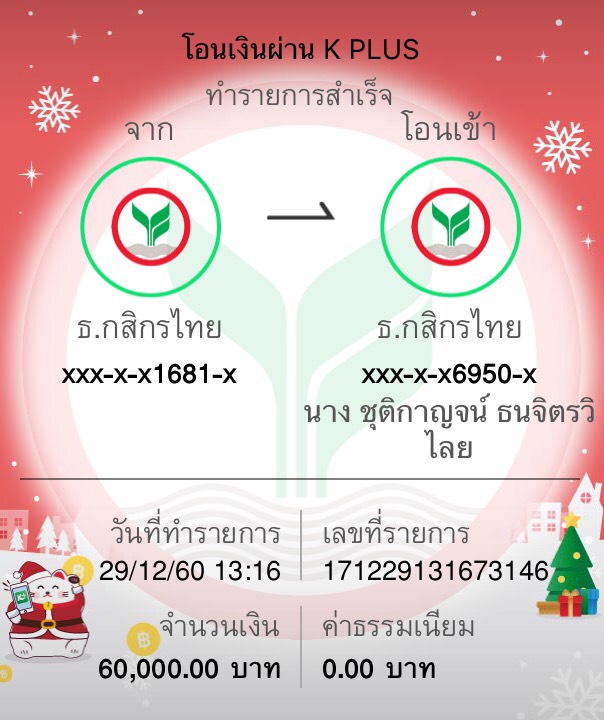 โอนเงินผ่าน K PLUS
ทำรายการสำเร็จ
จาก
โอนเข้า
ธ.กสิกรไทย
ธ.กสิกรไทย
xxx-x-x1681-x
xxx-x-x6950-x
นาง ชุติกาญจน์ ธนจิตรวิ
ไลย
วันที่ทำรายการ
เลขที่รายการ
29/12/60 13:16
171229131673146
จำนวนเงิน
ค่าธรรมเนียม
60,000.00 บาท
0.00 บาท